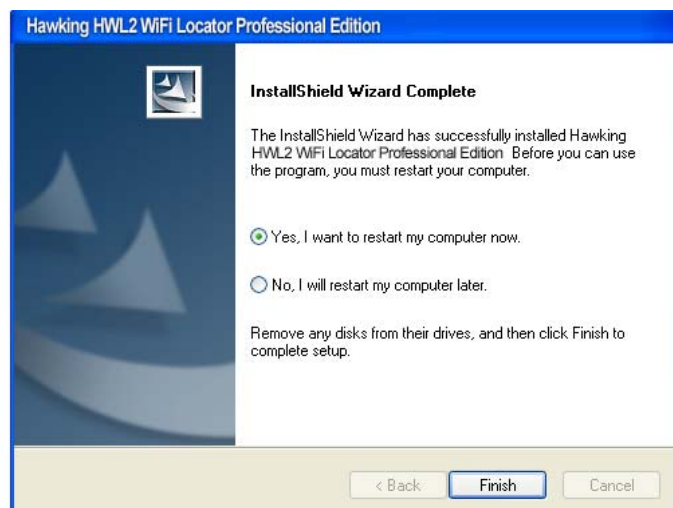 Hawking HWL2 WiFi Locator Professional Edition
InstallShield Wizard Complete
The InstallShield Wizard has successfully installed Hawking
HWL2 WiFi Locator Professional Edition Before you can use
the program, you must restart your computer.
Yes, I want to restart my computer now.
No, I will restart my computer later.
Remove any disks from their drives, and then click Finish to
complete setup.
< Back Finish Cancel